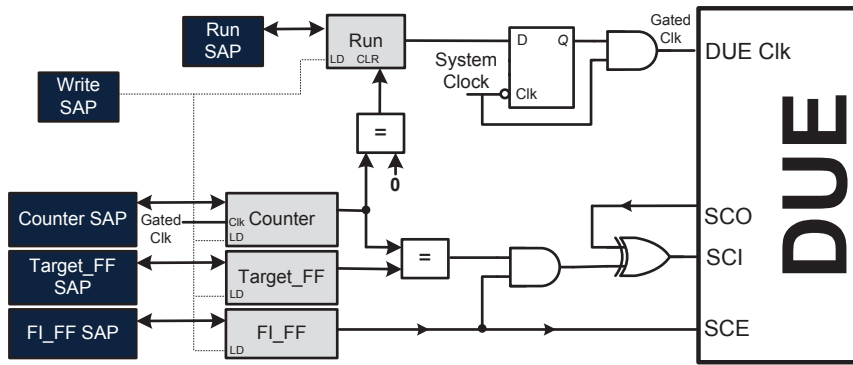 Run
SAP
Run
LD CLR
Write
SAP
System
Clock
D
Q
Clk
Gated
Clk
DUE Clk
DUE
=
0
Counter SAP
Gated
Clk
Clk
Counter
LD
Target_FF
SAP
Target_FF
LD
=
FI_FF SAP
FI_FF
LD
SCO
SCI
SCE